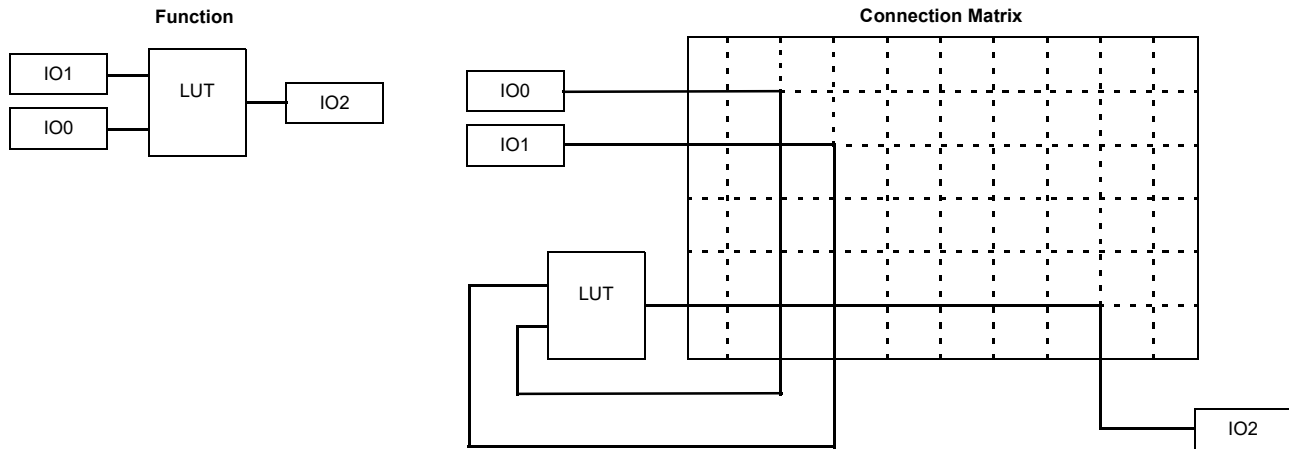 Function
IO1
IO0
LUT
IO2
Connection Matrix
IO0
IO1
LUT
IO2